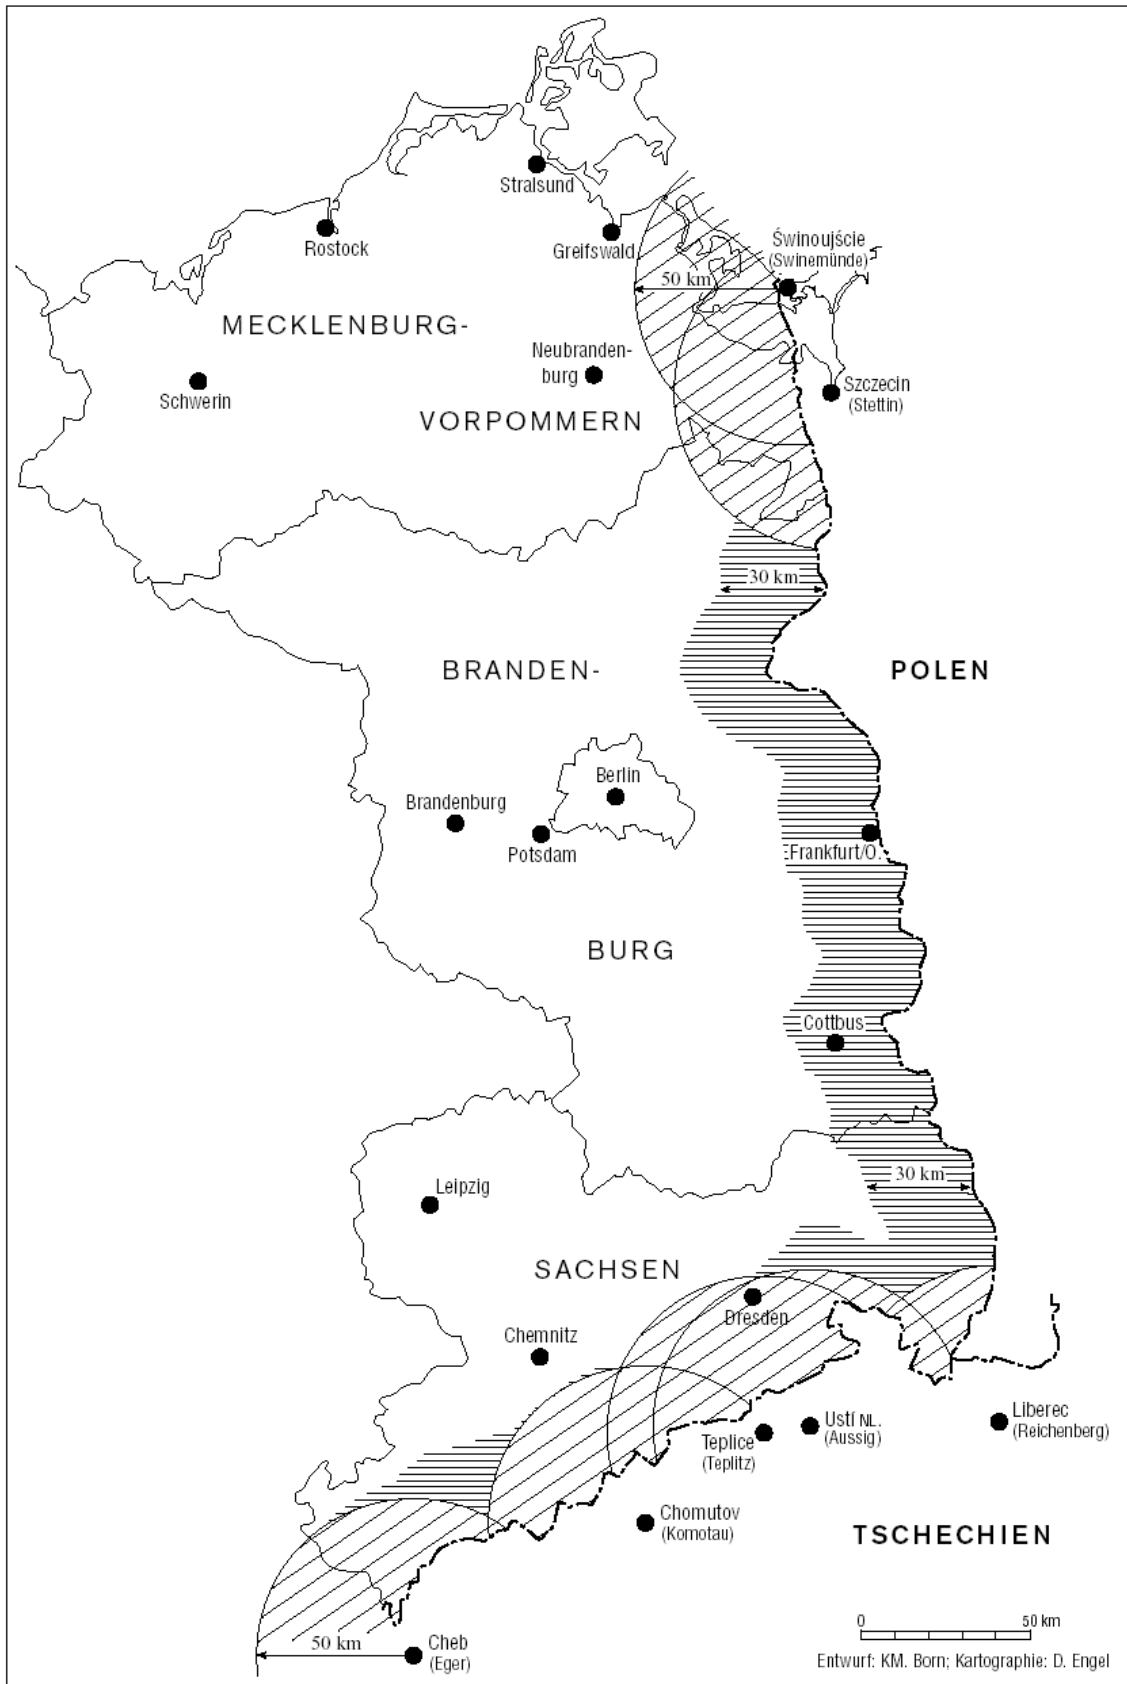 Stralsund
Rostock
Greifswald
Świnoujście
(Swinemünde)
50 km
MECKLENBURG-
Neubranden-
burg
Schwerin
Szczecin
(Stettin)
VORPOMMERN
30 km
BRANDEN-
POLEN
Berlin
Brandenburg
Potsdam
Frankfurt/O.
BURG
Cottbus
30 km
Leipzig
SACHSEN
Dresden
Chemnitz
Teplice
(Teplitz)
Ustí NL.
(Aussig)
Liberec
(Reichenberg)
Chomutov
(Komotau)
TSCHECHIEN
50 km
Cheb
(Eger)
0 50 km
Entwurf: KM. Born; Kartographie: D. Engel